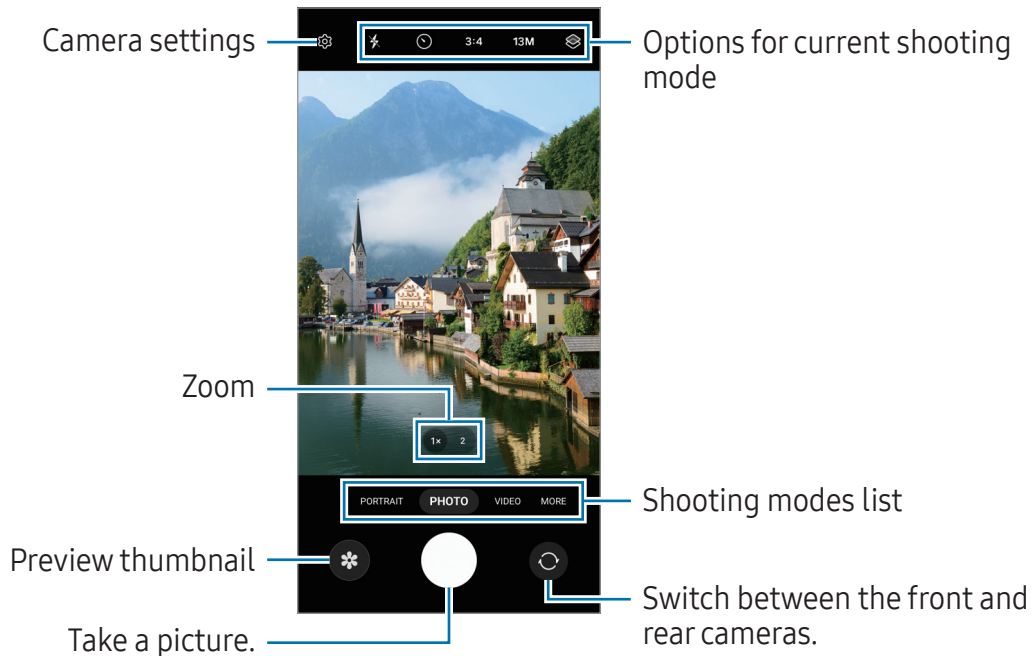 Camera settings
3:4
13M
Options for current shooting
mode
Zoom
1×
2
PORTRAIT
PHOTO
VIDEO
MORE
Shooting modes list
Preview thumbnail
Switch between the front and
rear cameras.
Take a picture.